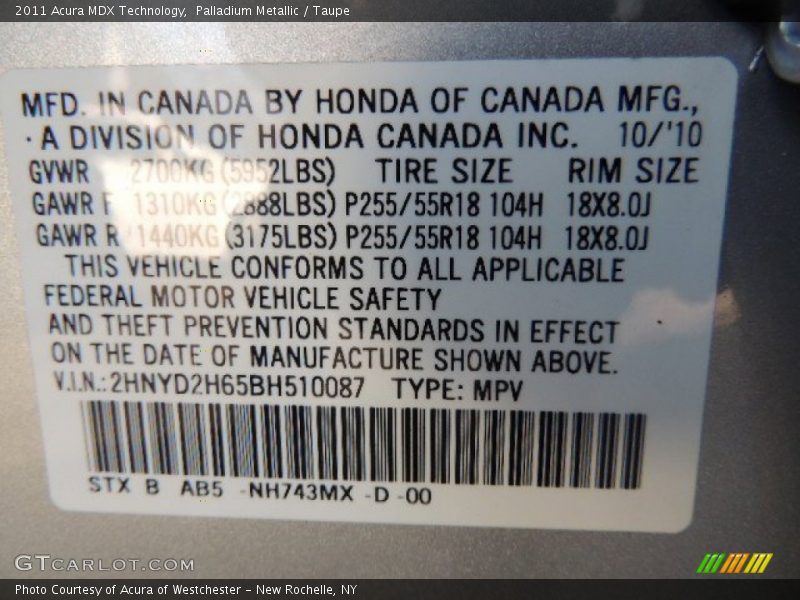 2011 Acura MDX Technology,  Palladium Metallic / Taupe
MFD. IN CANADA BY HONDA OF CANADA MFG.,
A DIVISION OF HONDA CANADA INC. 10/'10
GVWR 2700KG (5952LBS) TIRE SIZE RIM SIZE
GAWR F 1310KG (2888LBS) P255/55R18 104H 18X8.0J
GAWR R 1440KG (3175LBS) P255/55R18 104H 18X8.0J
THIS VEHICLE CONFORMS TO ALL APPLICABLE
FEDERAL MOTOR VEHICLE SAFETY
AND THEFT PREVENTION STANDARDS IN EFFECT
ON THE DATE OF MANUFACTURE SHOWN ABOVE.
V.I.N.:2HNYD2H65BH510087 TYPE: MPV
STX B AB5 -NH743MX -D -00
GTCARLOT.COM
Photo Courtesy of Acura of Westchester - New Rochelle, NY